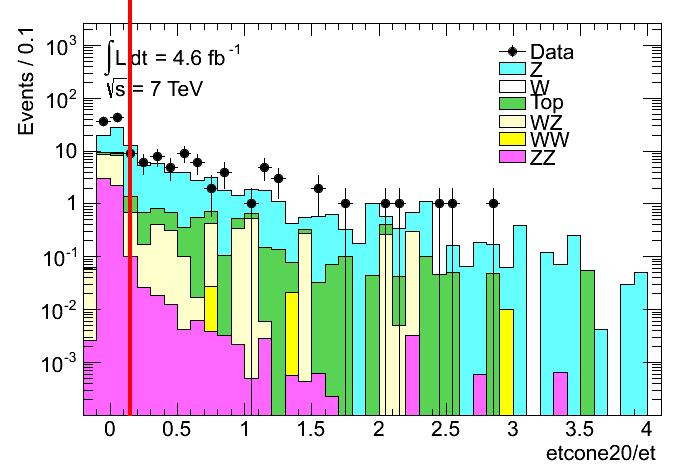 Events / 0.1
10³
10²
10
1
10⁻¹
10⁻²
10⁻³
∫L dt = 4.6 fb⁻¹
√s = 7 TeV
Data
Z
W
Top
WZ
WW
ZZ
0 0.5 1 1.5 2 2.5 3 3.5 4
etcone20/et